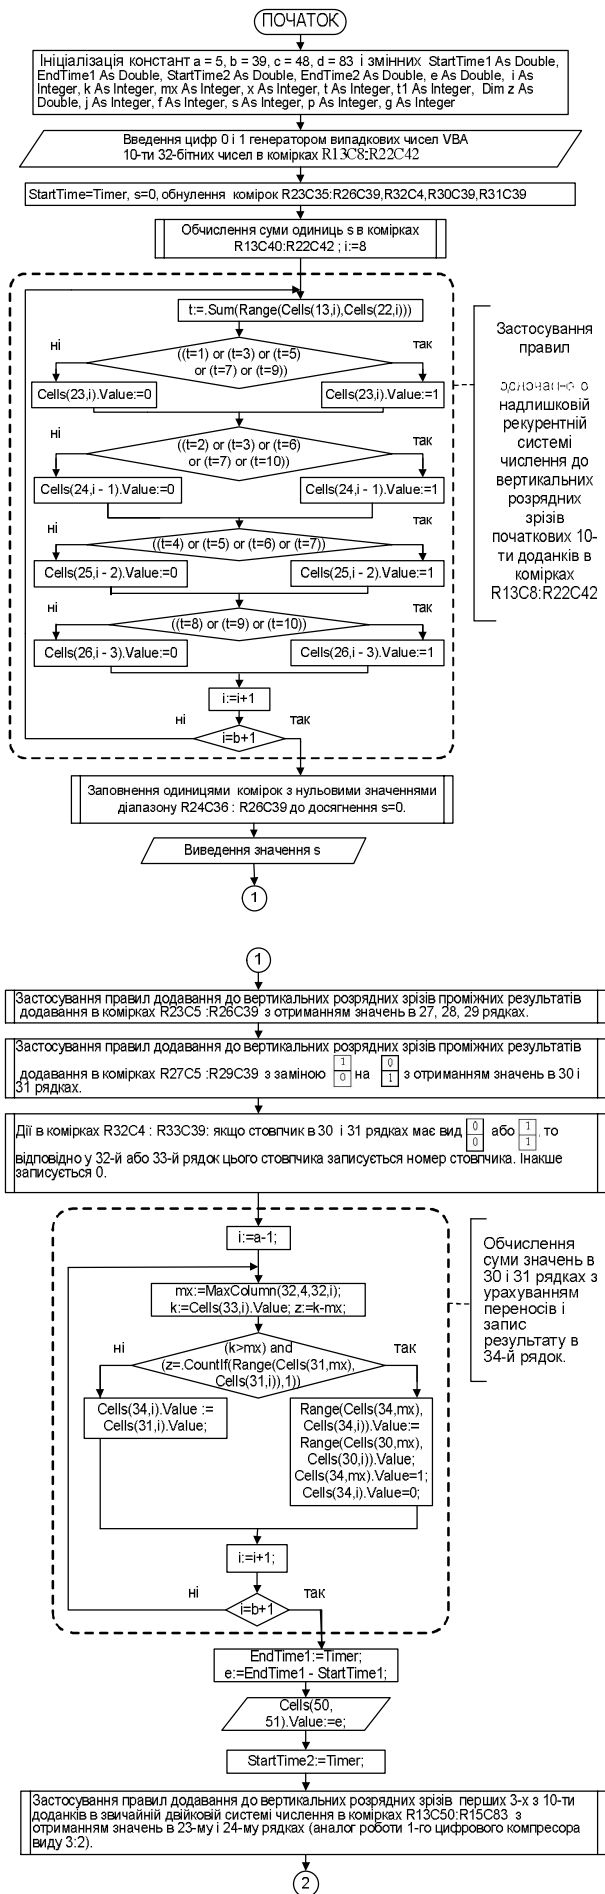 ПОЧАТОК
Ініціалізація констант a = 5, b = 39, c = 48, d = 83 і змінних StartTime1 As Double,
EndTime1 As Double, StartTime2 As Double, EndTime2 As Double, e As Double, i As
Integer, k As Integer, mx As Integer, x As Integer, t As Integer, t1 As Integer, Dim z As
Double, j As Integer, f As Integer, s As Integer, p As Integer, g As Integer
Введення цифр 0 і 1 генератором випадкових чисел VBA
10-ти 32-бітних чисел в комірках R13C8:R22C42
StartTime=Timer, s=0, обнулення комірок R23C35:R26C39,R32C4,R30C39,R31C39
Обчислення суми одиниць s в комірках
R13C40:R22C42 ; i:=8
t:=.Sum(Range(Cells(13,i),Cells(22,i)))
ні
((t=1) or (t=3) or (t=5)
or (t=7) or (t=9))
так
Cells(23,i).Value:=0
Cells(23,i).Value:=1
ні
((t=2) or (t=3) or (t=6)
or (t=7) or (t=10))
так
Cells(24,i - 1).Value:=0
Cells(24,i - 1).Value:=1
ні
((t=4) or (t=5) or (t=6) or (t=7))
так
Cells(25,i - 2).Value:=0
Cells(25,i - 2).Value:=1
ні
((t=8) or (t=9) or (t=10))
так
Cells(26,i - 3).Value:=0
Cells(26,i - 3).Value:=1
i:=i+1
ні
i=b+1
так
Застосування
правил
надлишковій
рекурентній
системі
числення до
вертикальних
розрядних
зрізів
початкових 10-
ти доданків в
комірках
R13C8:R22C42
Заповнення одиницями комірок з нульовими значеннями
діапазону R24C36 : R26C39 до досягнення s=0.
Виведення значення s
1
1
Застосування правил додавання до вертикальних розрядних зрізів проміжних результатів
додавання в комірках R23C5 :R26C39 з отриманням значень в 27, 28, 29 рядках.
Застосування правил додавання до вертикальних розрядних зрізів проміжних результатів
додавання в комірках R27C5 :R29C39 з заміною 1 0 на 0 1 з отриманням значень в 30 і
31 рядках.
Дії в комірках R32C4 : R33C39: якщо стовпчик в 30 і 31 рядках має вид 0 0 або 1 1, то
відповідно у 32-й або 33-й рядок цього стовпчика записується номер стовпчика. Інакше
записується 0.
i:=a-1;
mx:=MaxColumn(32,4,32,i);
k:=Cells(33,i).Value; z:=k-mx;
ні
(k>mx) and
(z=.CountIf(Range(Cells(31,mx),
Cells(31,i)),1))
так
Cells(34,i).Value :=
Cells(31,i).Value;
Range(Cells(34,mx),
Cells(34,i)).Value:=
Range(Cells(30,mx),
Cells(30,i)).Value;
Cells(34,mx).Value=1;
Cells(34,i).Value=0;
i:=i+1;
ні
i=b+1
так
Обчислення
суми значень в
30 і 31 рядках з
урахуванням
переносів і
запис
результату в
34-й рядок.
EndTime1:=Timer;
e:=EndTime1 - StartTime1;
Cells(50,
51).Value:=e;
StartTime2:=Timer;
Застосування правил додавання до вертикальних розрядних зрізів перших 3-х з 10-ти
доданків в звичайній двійковій системі числення в комірках R13C50:R15C83 з
отриманням значень в 23-му і 24-му рядках (аналог роботи 1-го цифрового компресора
виду 3:2).
2